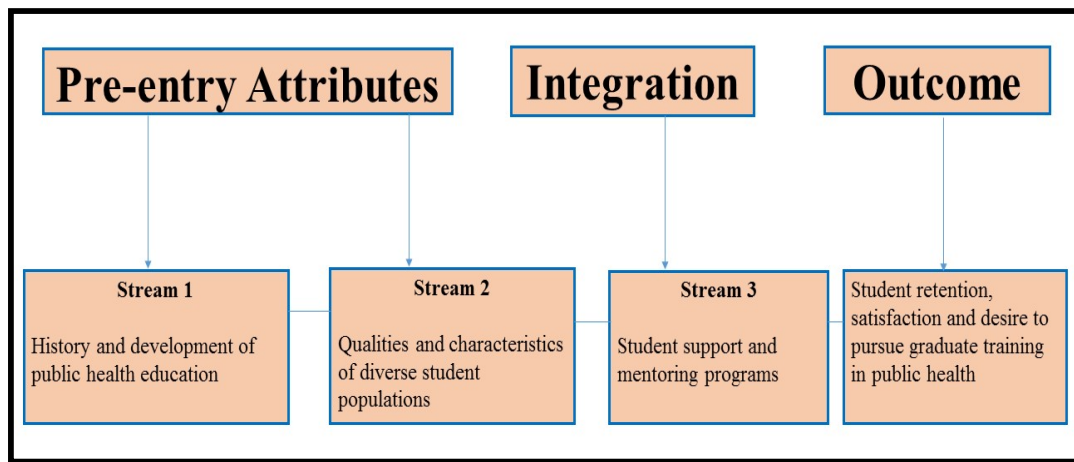 Pre-entry Attributes
Integration
Outcome
Stream 1
History and development of
public health education
Stream 2
Qualities and characteristics
of diverse student
populations
Stream 3
Student support and
mentoring programs
Student retention,
satisfaction and desire to
pursue graduate training
in public health